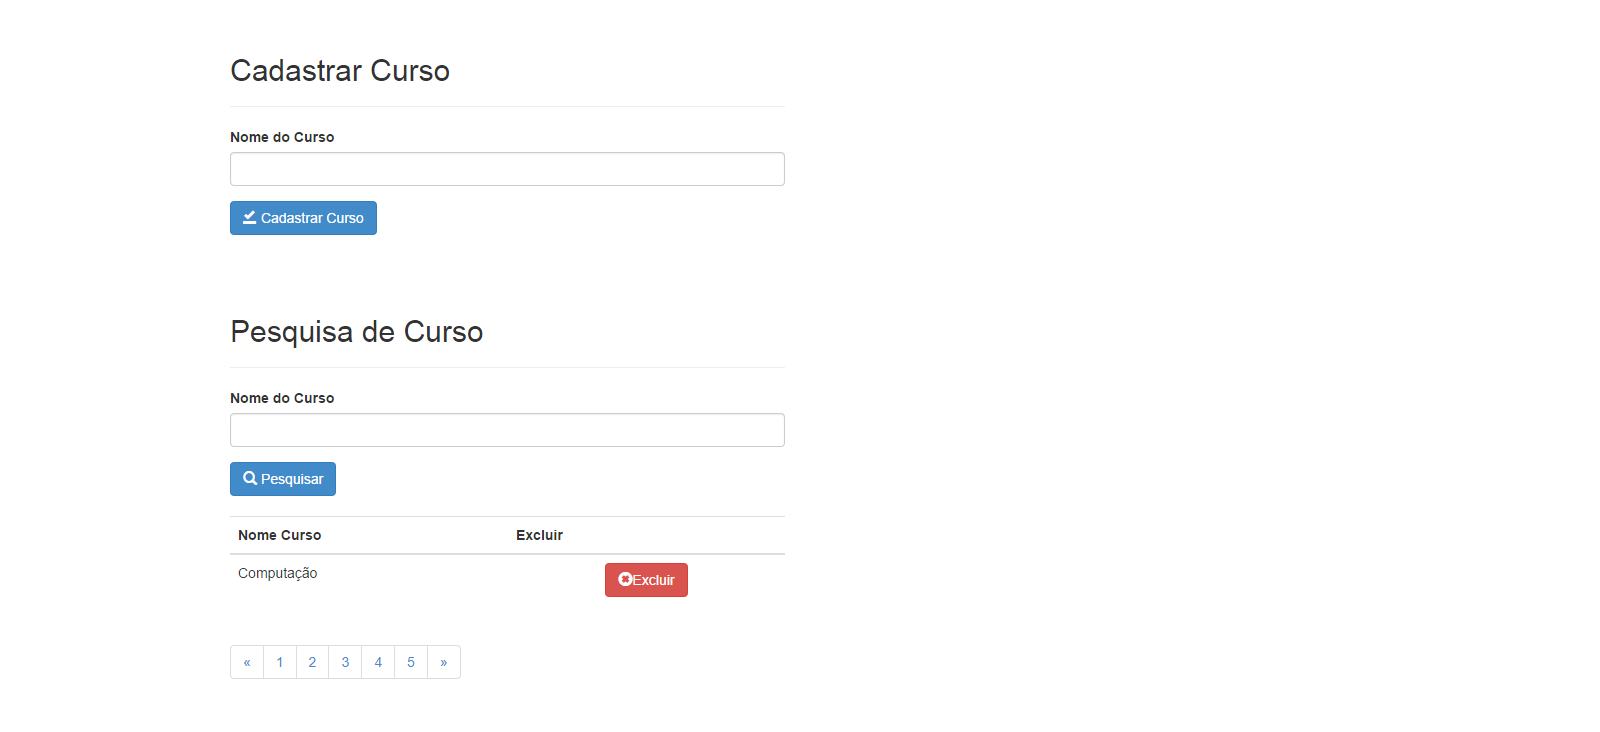 Cadastrar Curso
Nome do Curso
Cadastrar Curso
Pesquisa de Curso
Nome do Curso
Pesquisar
Nome Curso Excluir
Computação Excluir
« 1 2 3 4 5 »